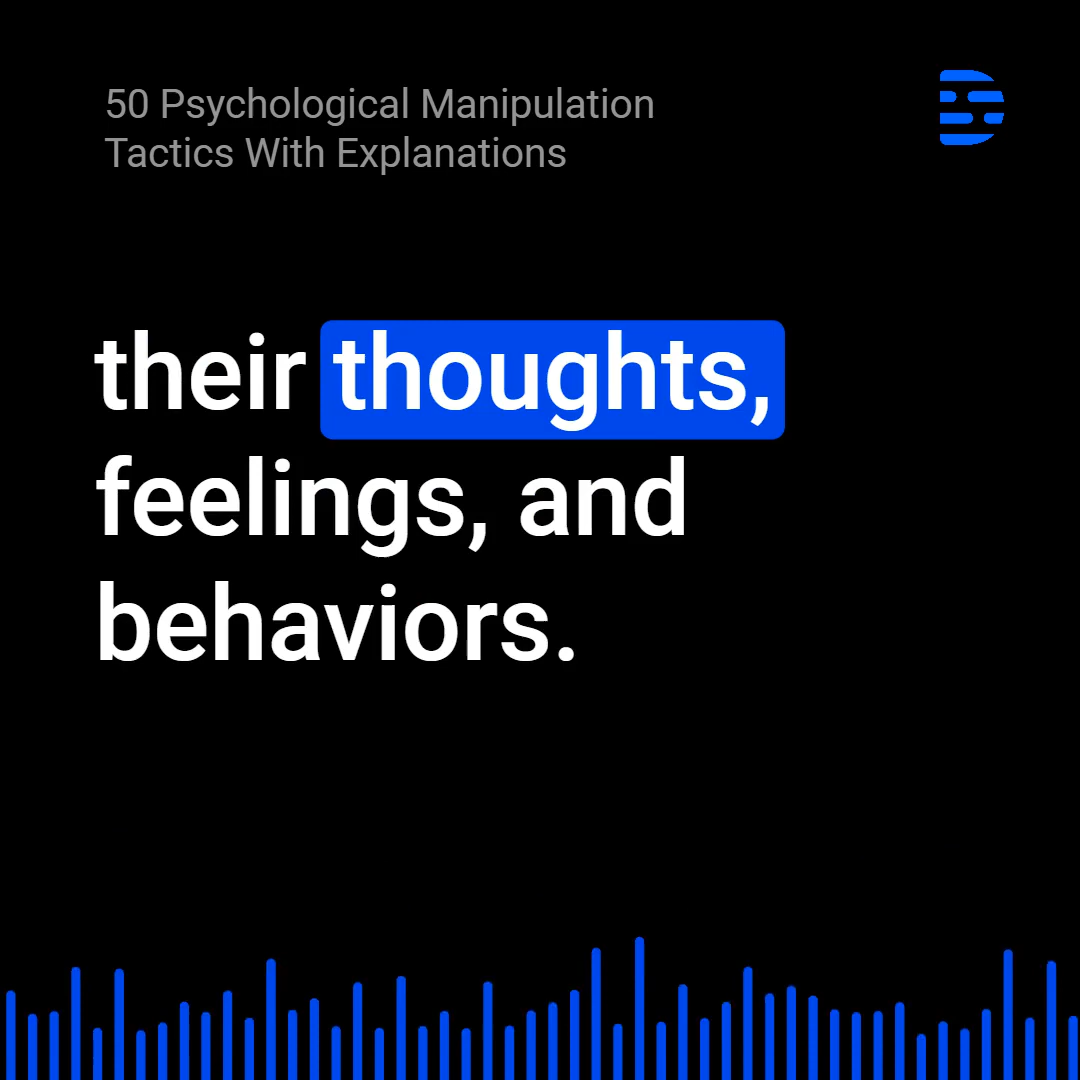 50 Psychological Manipulation
Tactics With Explanations
their thoughts,
feelings, and
behaviors.